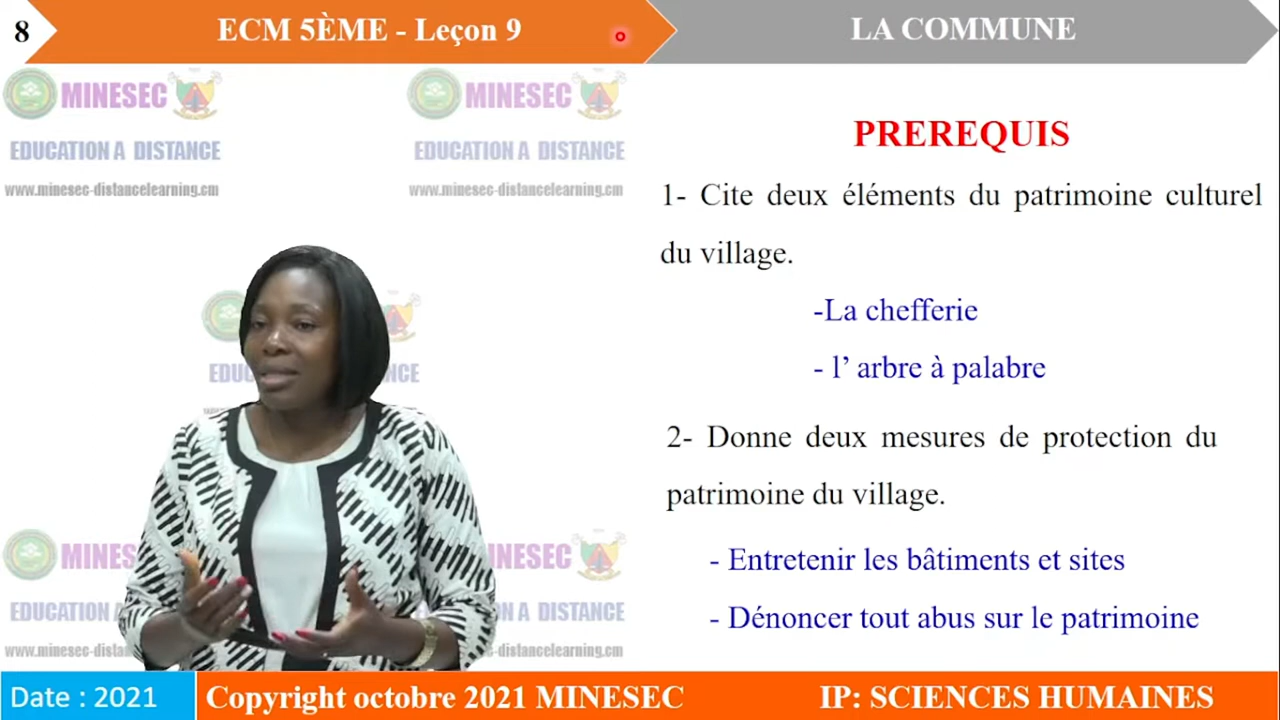 8
ECM 5ÈME - Leçon 9
LA COMMUNE
MINESEC
MINESEC
EDUCATION A DISTANCE
EDUCATION A DISTANCE
www.minesec-distancelearning.cm
www.minesec-distancelearning.cm
PREREQUIS
1- Cite deux éléments du patrimoine culturel
du village.
-La chefferie
- l’ arbre à palabre
2- Donne deux mesures de protection du
patrimoine du village.
- Entretenir les bâtiments et sites
- Dénoncer tout abus sur le patrimoine
Date : 2021
Copyright octobre 2021 MINESEC
IP: SCIENCES HUMAINES